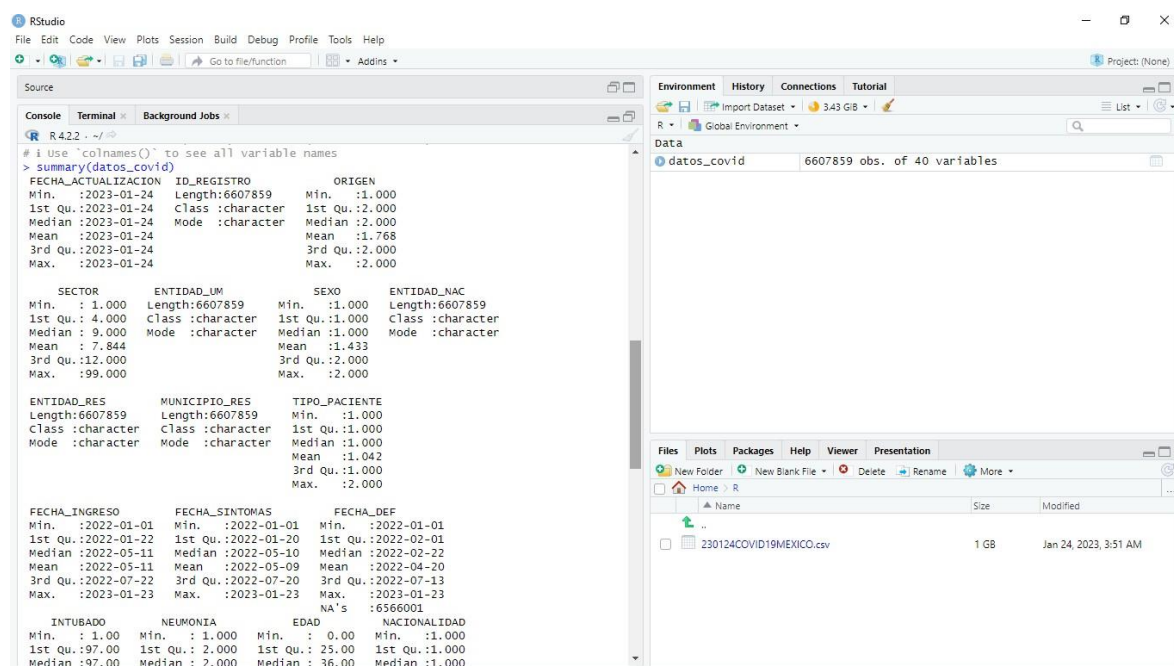 RStudio
File Edit Code View Plots Session Build Debug Profile Tools Help
Go to file/function Addins Project: (None)
Source
Console Terminal Background Jobs
R 4.2.2 · ~/
# i Use `colnames()` to see all variable names
> summary(datos_covid)
FECHA_ACTUALIZACION ID_REGISTRO ORIGEN
Min. :2023-01-24 Length:6607859 Min. :1.000
1st Qu.:2023-01-24 Class :character 1st Qu.:2.000
Median :2023-01-24 Mode :character Median :2.000
Mean :2023-01-24 Mean :1.768
3rd Qu.:2023-01-24 3rd Qu.:2.000
Max. :2023-01-24 Max. :2.000
SECTOR ENTIDAD_UM SEXO ENTIDAD_NAC
Min. : 1.000 Length:6607859 Min. :1.000 Length:6607859
1st Qu.: 4.000 Class :character 1st Qu.:1.000 Class :character
Median : 9.000 Mode :character Median :1.000 Mode :character
Mean : 7.844 Mean :1.433
3rd Qu.:12.000 3rd Qu.:2.000
Max. :99.000 Max. :2.000
ENTIDAD_RES MUNICIPIO_RES TIPO_PACIENTE
Length:6607859 Length:6607859 Min. :1.000
Class :character Class :character 1st Qu.:1.000
Mode :character Mode :character Median :1.000
Mean :1.042
3rd Qu.:1.000
Max. :2.000
FECHA_INGRESO FECHA_SINTOMAS FECHA_DEF
Min. :2022-01-01 Min. :2022-01-01 Min. :2022-01-01
1st Qu.:2022-01-22 1st Qu.:2022-01-20 1st Qu.:2022-02-01
Median :2022-05-11 Median :2022-05-10 Median :2022-02-22
Mean :2022-05-11 Mean :2022-05-09 Mean :2022-04-20
3rd Qu.:2022-07-22 3rd Qu.:2022-07-20 3rd Qu.:2022-07-13
Max. :2023-01-23 Max. :2023-01-23 Max. :2023-01-23
NA's :6566001
INTUBADO NEUMONIA EDAD NACIONALIDAD
Min. : 1.00 Min. : 1.000 Min. : 0.00 Min. :1.000
1st Qu.:97.00 1st Qu.: 2.000 1st Qu.: 25.00 1st Qu.:1.000
Median :97.00 Median : 2.000 Median : 36.00 Median :1.000
Environment History Connections Tutorial
Import Dataset 3.43 GiB List
R Global Environment
Data
datos_covid 6607859 obs. of 40 variables
Files Plots Packages Help Viewer Presentation
New Folder New Blank File Delete Rename More
Home R
Name Size Modified
..
230124COVID19MEXICO.csv 1 GB Jan 24, 2023, 3:51 AM